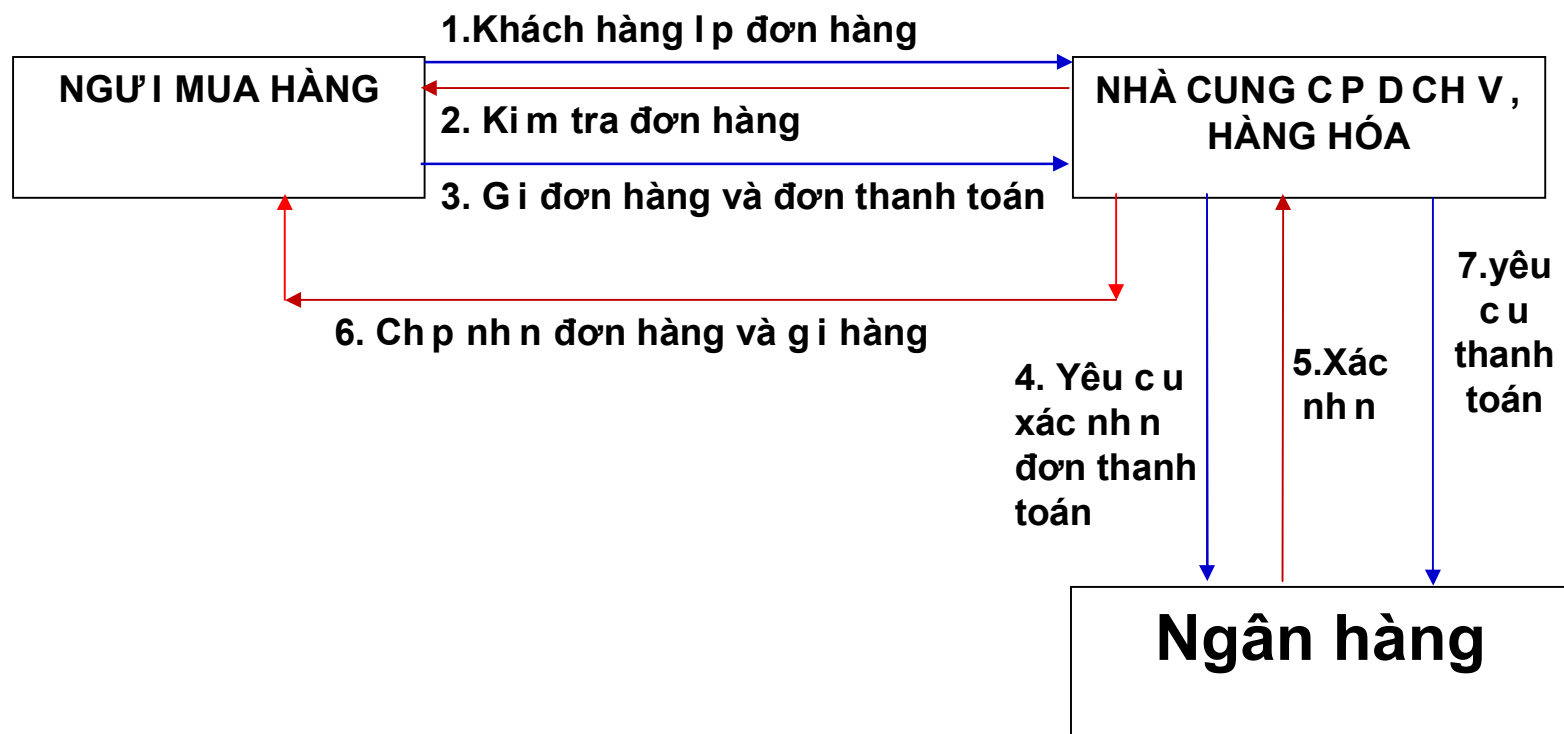 1.Khách hàng l p đơn hàng
NGƯ I MUA HÀNG
NHÀ CUNG C P D CH V ,
HÀNG HÓA
2. Ki m tra đơn hàng
3. G i đơn hàng và đơn thanh toán
6. Ch p nh n đơn hàng và g i hàng
4. Yêu c u
xác nh n
đơn thanh
toán
5.Xác
nh n
7.yêu
c u
thanh
toán
Ngân hàng